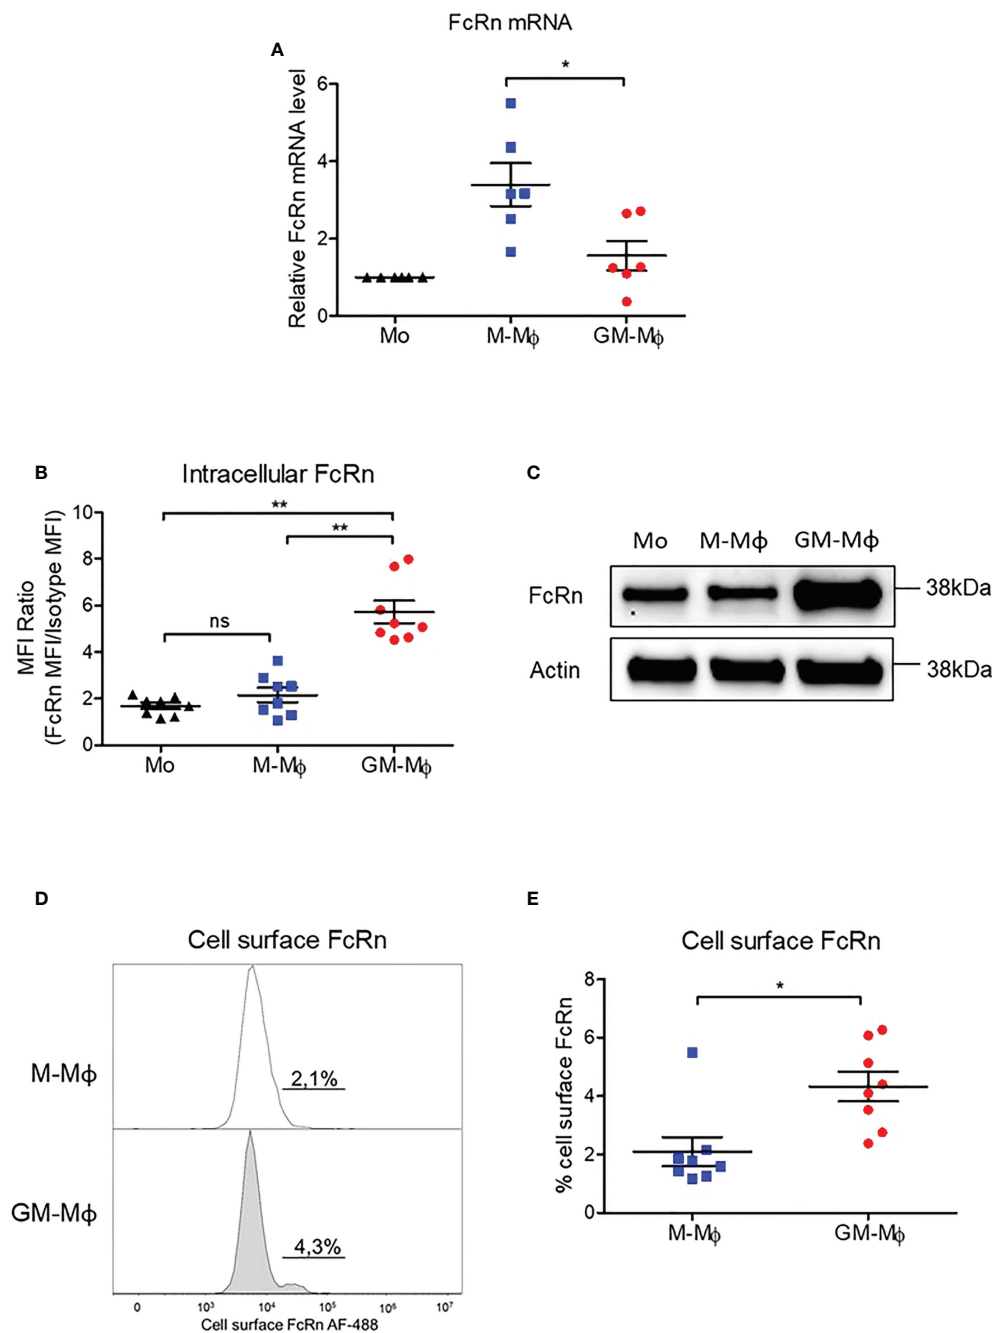 FcRn mRNA
A
*
Relative FcRn mRNA level
6
4
2
0
Mo
M-Mϕ
GM-Mϕ
B
Intracellular FcRn
**
**
ns
MFI Ratio
(FcRn MFI/Isotype MFI)
10
8
6
4
2
0
Mo
M-Mϕ
GM-Mϕ
C
Mo
M-Mϕ
GM-Mϕ
FcRn
38kDa
Actin
38kDa
D
Cell surface FcRn
M-Mϕ
2,1%
GM-Mϕ
4,3%
0
10³
10⁴
10⁵
10⁶
10⁷
Cell surface FcRn AF-488
E
Cell surface FcRn
*
% cell surface FcRn
8
6
4
2
0
M-Mϕ
GM-Mϕ